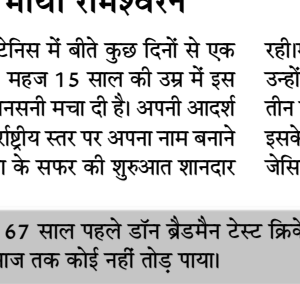 माया रामेश्वरन
टेनिस में बीते कुछ दिनों से एक
महज 15 साल की उम्र में इस
सनसनी मचा दी है। अपनी आदर्श
स्तर पर अपना नाम बनाने
के सफर की शुरुआत शानदार
रही।
उन्हों
तीन
इसके
जेसि
67 साल पहले डॉन ब्रैडमैन टेस्ट
आज तक कोई नहीं तोड़ पाया।